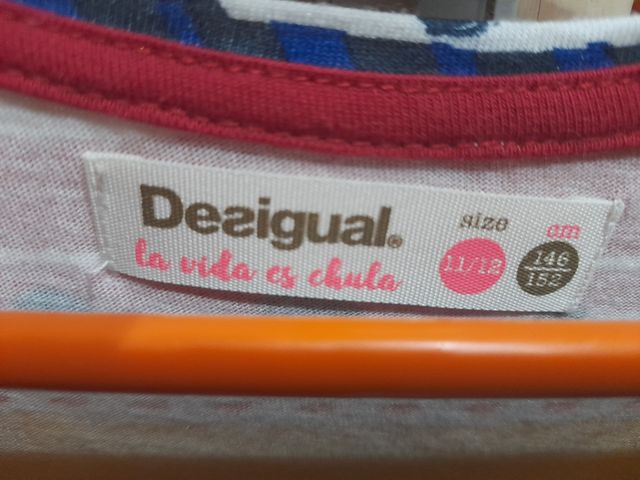 Desigual.® size cm
la vida es chula 11/12 146
152